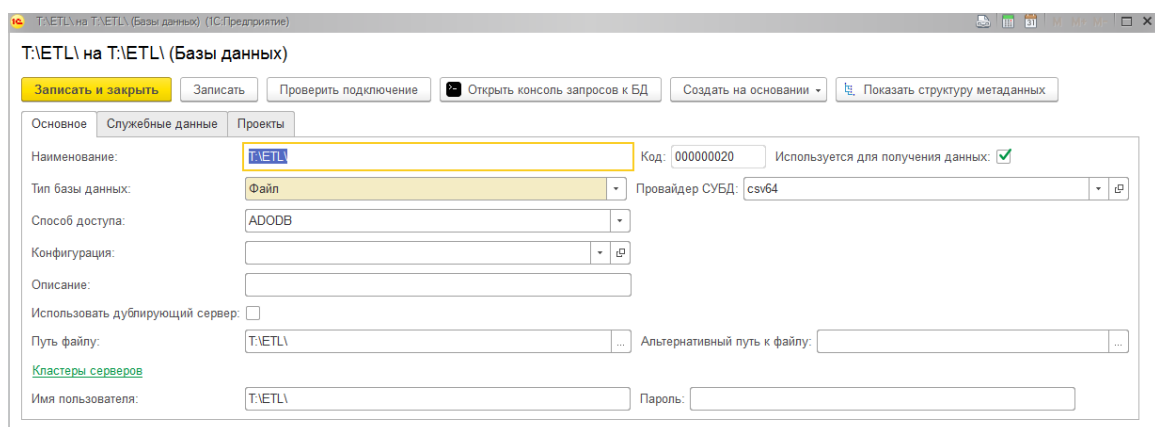 T:\ETL\ на T:\ETL\ (Базы данных) (1С:Предприятие)
T:\ETL\ на T:\ETL\ (Базы данных)
Записать и закрыть Записать Проверить подключение Открыть консоль запросов к БД Создать на основании Показать структуру метаданных
Основное Служебные данные Проекты
Наименование: T:\ETL\ Код: 000000020 Используется для получения данных:
Тип базы данных: Файл Провайдер СУБД: csv64
Способ доступа: ADODB
Конфигурация:
Описание:
Использовать дублирующий сервер:
Путь файлу: T:\ETL\ ... Альтернативный путь к файлу: ...
Кластеры серверов
Имя пользователя: T:\ETL\ Пароль: